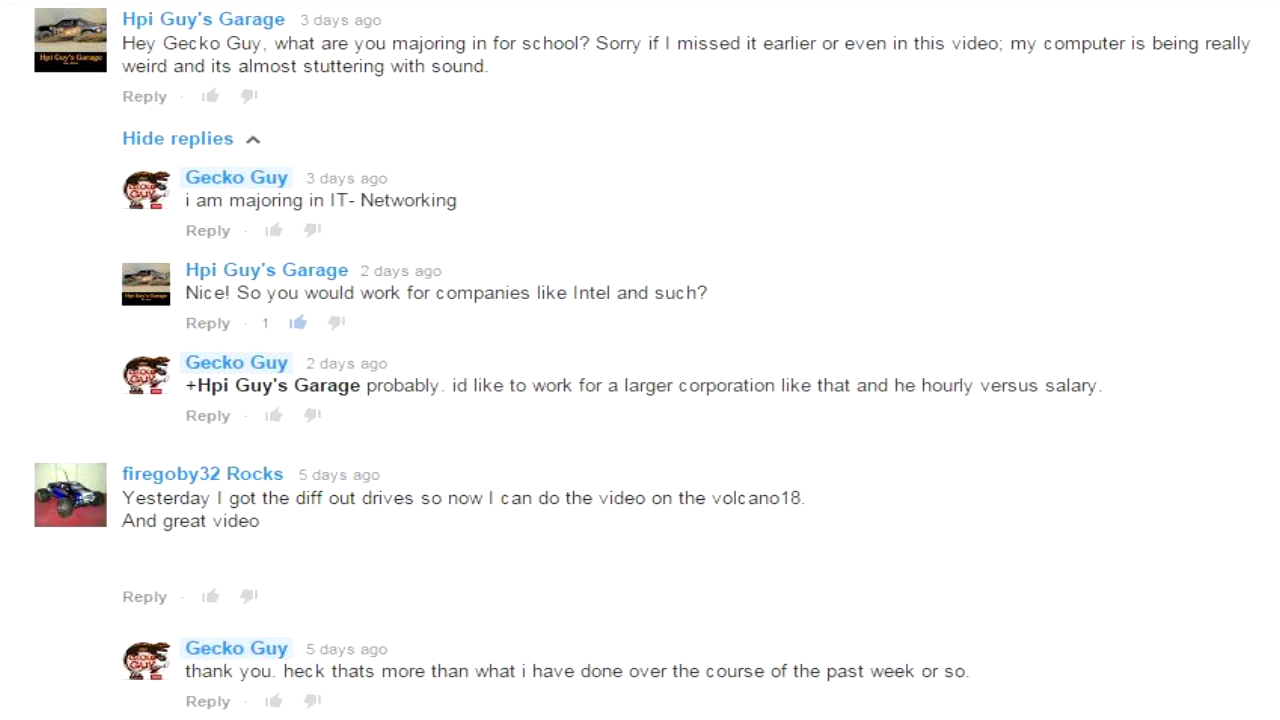 Hpi Guy's Garage 3 days ago
Hey Gecko Guy, what are you majoring in for school? Sorry if I missed it earlier or even in this video; my computer is being really
weird and its almost stuttering with sound.
Reply
Hide replies
Gecko Guy 3 days ago
i am majoring in IT- Networking
Reply
Hpi Guy's Garage 2 days ago
Nice! So you would work for companies like Intel and such?
Reply · 1
Gecko Guy 2 days ago
+Hpi Guy's Garage probably. id like to work for a larger corporation like that and he hourly versus salary.
Reply
firegoby32 Rocks 5 days ago
Yesterday I got the diff out drives so now I can do the video on the volcano18.
And great video
Reply
Gecko Guy 5 days ago
thank you. heck thats more than what i have done over the course of the past week or so.
Reply